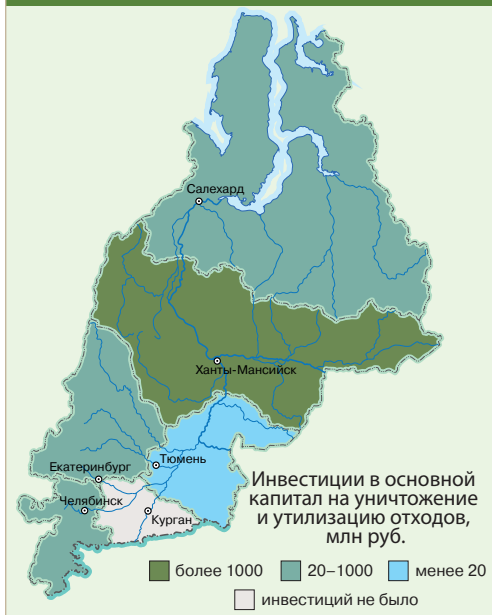 Салехард
Ханты-Мансийск
Тюмень
Екатеринбург
Челябинск
Курган
Инвестиции в основной
капитал на уничтожение
и утилизацию отходов,
млн руб.
более 1000
20–1000
менее 20
инвестиций не было